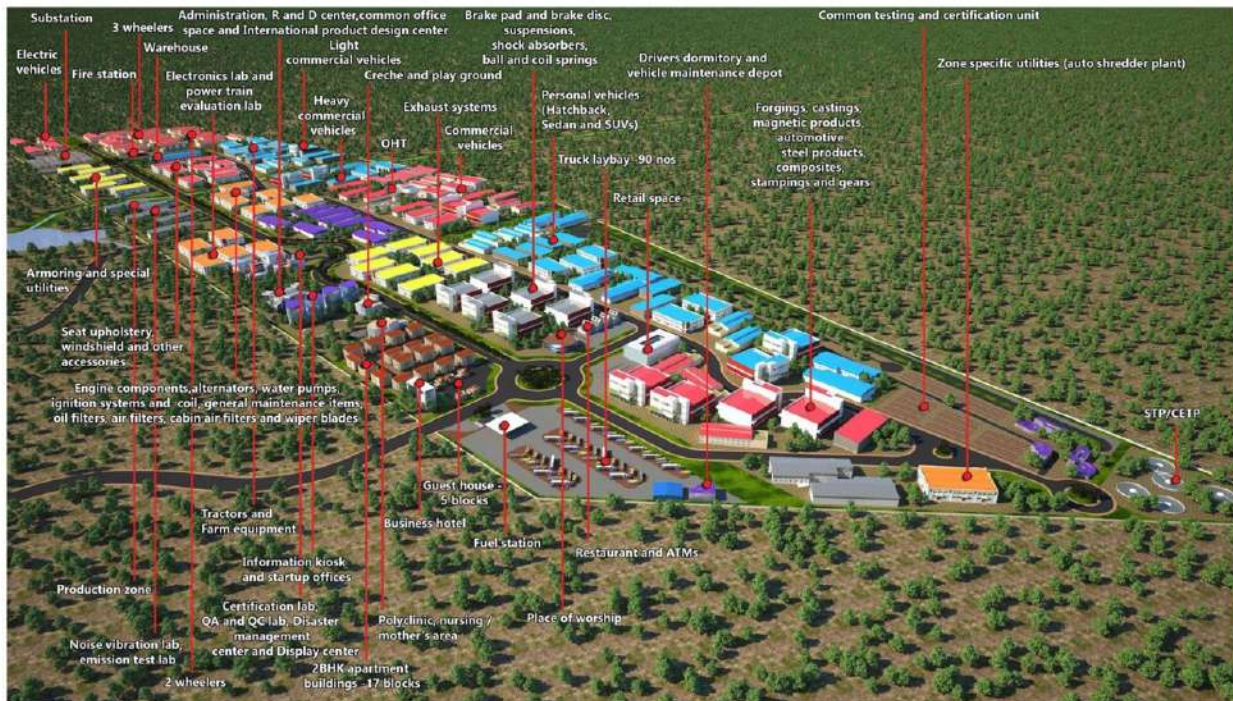 Substation
3 wheelers
Warehouse
Electric
vehicles
Fire station
Administration, R and D center,common office
space and International product design center
Electronics lab and
power train
evaluation lab
Light
commercial vehicles
Creche and play ground
Heavy
commercial
vehicles
OHT
Exhaust systems
Commercial
vehicles
Brake pad and brake disc,
suspensions,
shock absorbers,
ball and coil springs
Personal vehicles
(Hatchback,
Sedan and SUVs)
Truck laybay -90 nos
Retail space
Drivers dormitory and
vehicle maintenance depot
Common testing and certification unit
Zone specific utilities (auto shredder plant)
Forgings, castings,
magnetic products,
automotive
steel products,
composites,
stampings and gears
Armoring and special
utilities
Seat upholstery,
windshield and other
accessories
Engine components,alternators, water pumps,
ignition systems and coil, general maintenance items,
oil filters, air filters, cabin air filters and wiper blades
STP/CETP
Guest house -
5 blocks
Tractors and
Farm equipment
Business hotel
Fuel station
Restaurant and ATMs
Information kiosk
and startup offices
Production zone
Certification lab,
QA and QC lab, Disaster
management
center and Display center
Polyclinic, nursing /
mother's area
Place of worship
Noise vibration lab,
emission test lab
2BHK apartment
buildings -17 blocks
2 wheelers